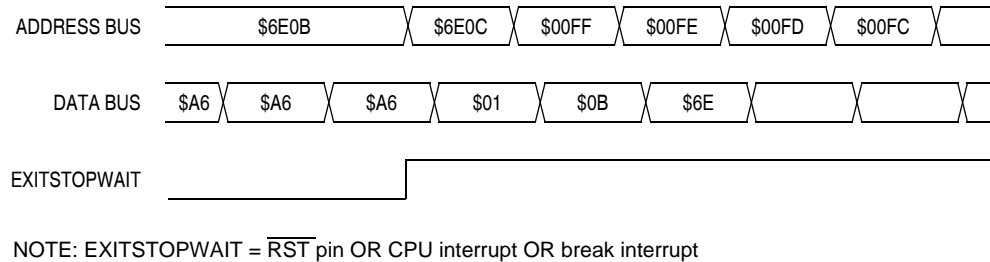 ADDRESS BUS $6E0B $6E0C $00FF $00FE $00FD $00FC
DATA BUS $A6 $A6 $A6 $01 $0B $6E
EXITSTOPWAIT
NOTE: EXITSTOPWAIT = RST pin OR CPU interrupt OR break interrupt